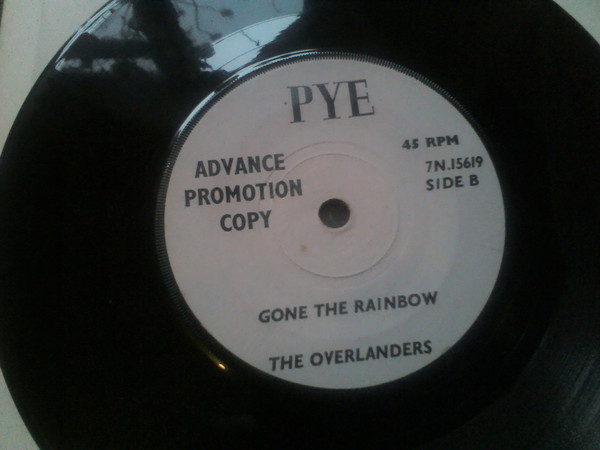 PYE
ADVANCE
PROMOTION
COPY
45 RPM
7N.15619
SIDE B
GONE THE RAINBOW
THE OVERLANDERS